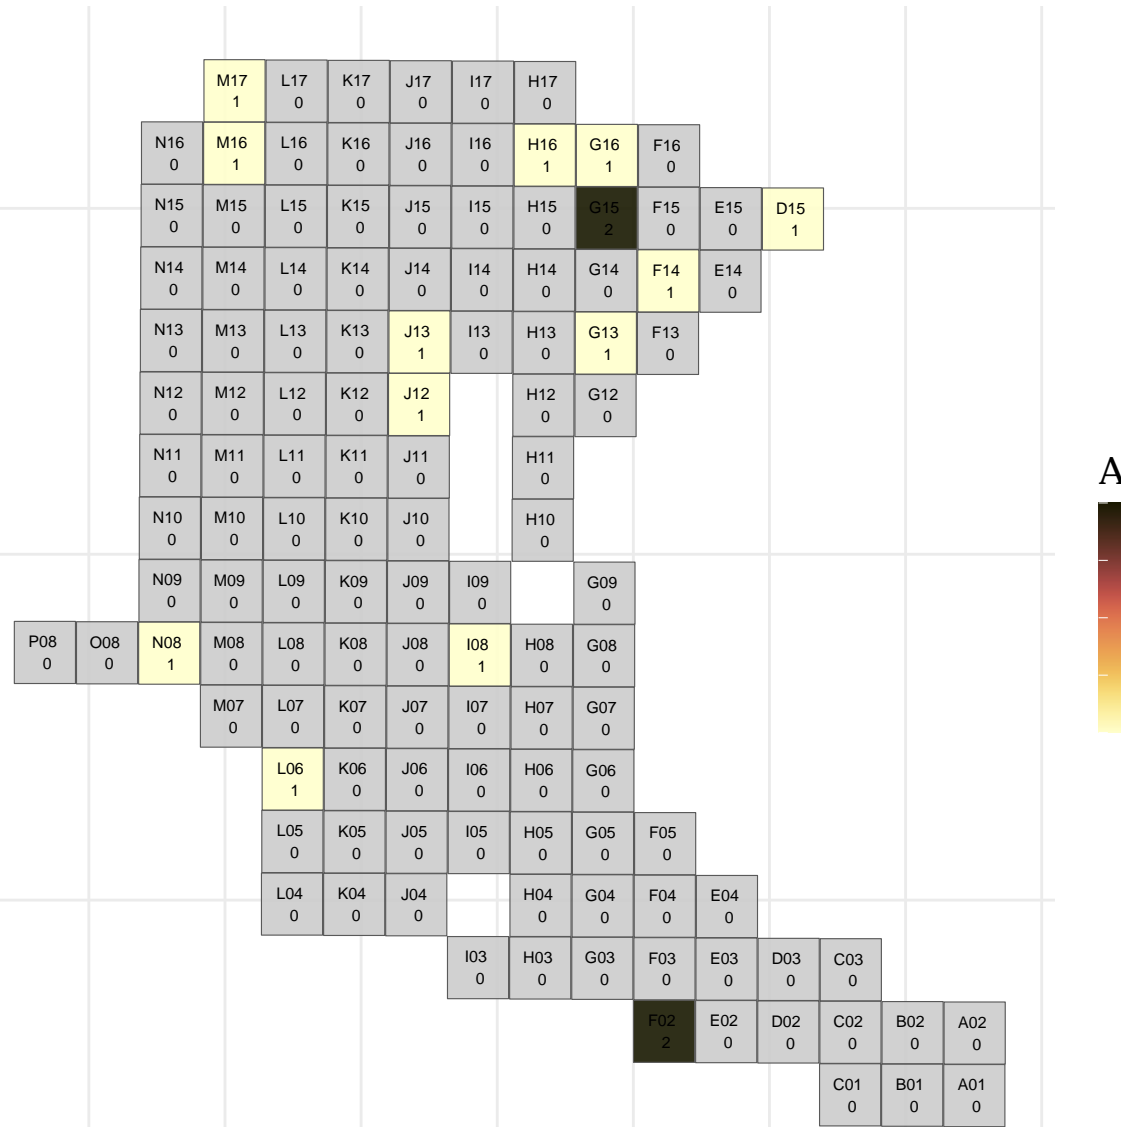 M17 L17 K17 J17 I17 H17
1 0 0 0 0 0
N16 M16 L16 K16 J16 I16 H16 G16 F16
0 1 0 0 0 0 1 1 0
N15 M15 L15 K15 J15 I15 H15 G15 F15 E15 D15
0 0 0 0 0 0 0 2 0 0 1
N14 M14 L14 K14 J14 I14 H14 G14 F14 E14
0 0 0 0 0 0 0 0 1 0
N13 M13 L13 K13 J13 I13 H13 G13 F13
0 0 0 0 1 0 0 1 0
N12 M12 L12 K12 J12 H12 G12
0 0 0 0 1 0 0
N11 M11 L11 K11 J11 H11
0 0 0 0 0 0
N10 M10 L10 K10 J10 H10
0 0 0 0 0 0
N09 M09 L09 K09 J09 I09 G09
0 0 0 0 0 0 0
P08 O08 N08 M08 L08 K08 J08 I08 H08 G08
0 0 1 0 0 0 0 1 0 0
M07 L07 K07 J07 I07 H07 G07
0 0 0 0 0 0 0
L06 K06 J06 I06 H06 G06
1 0 0 0 0 0
L05 K05 J05 I05 H05 G05 F05
0 0 0 0 0 0 0
L04 K04 J04 H04 G04 F04 E04
0 0 0 0 0 0 0
I03 H03 G03 F03 E03 D03 C03
0 0 0 0 0 0 0
F02 E02 D02 C02 B02 A02
2 0 0 0 0 0
C01 B01 A01
0 0 0
A